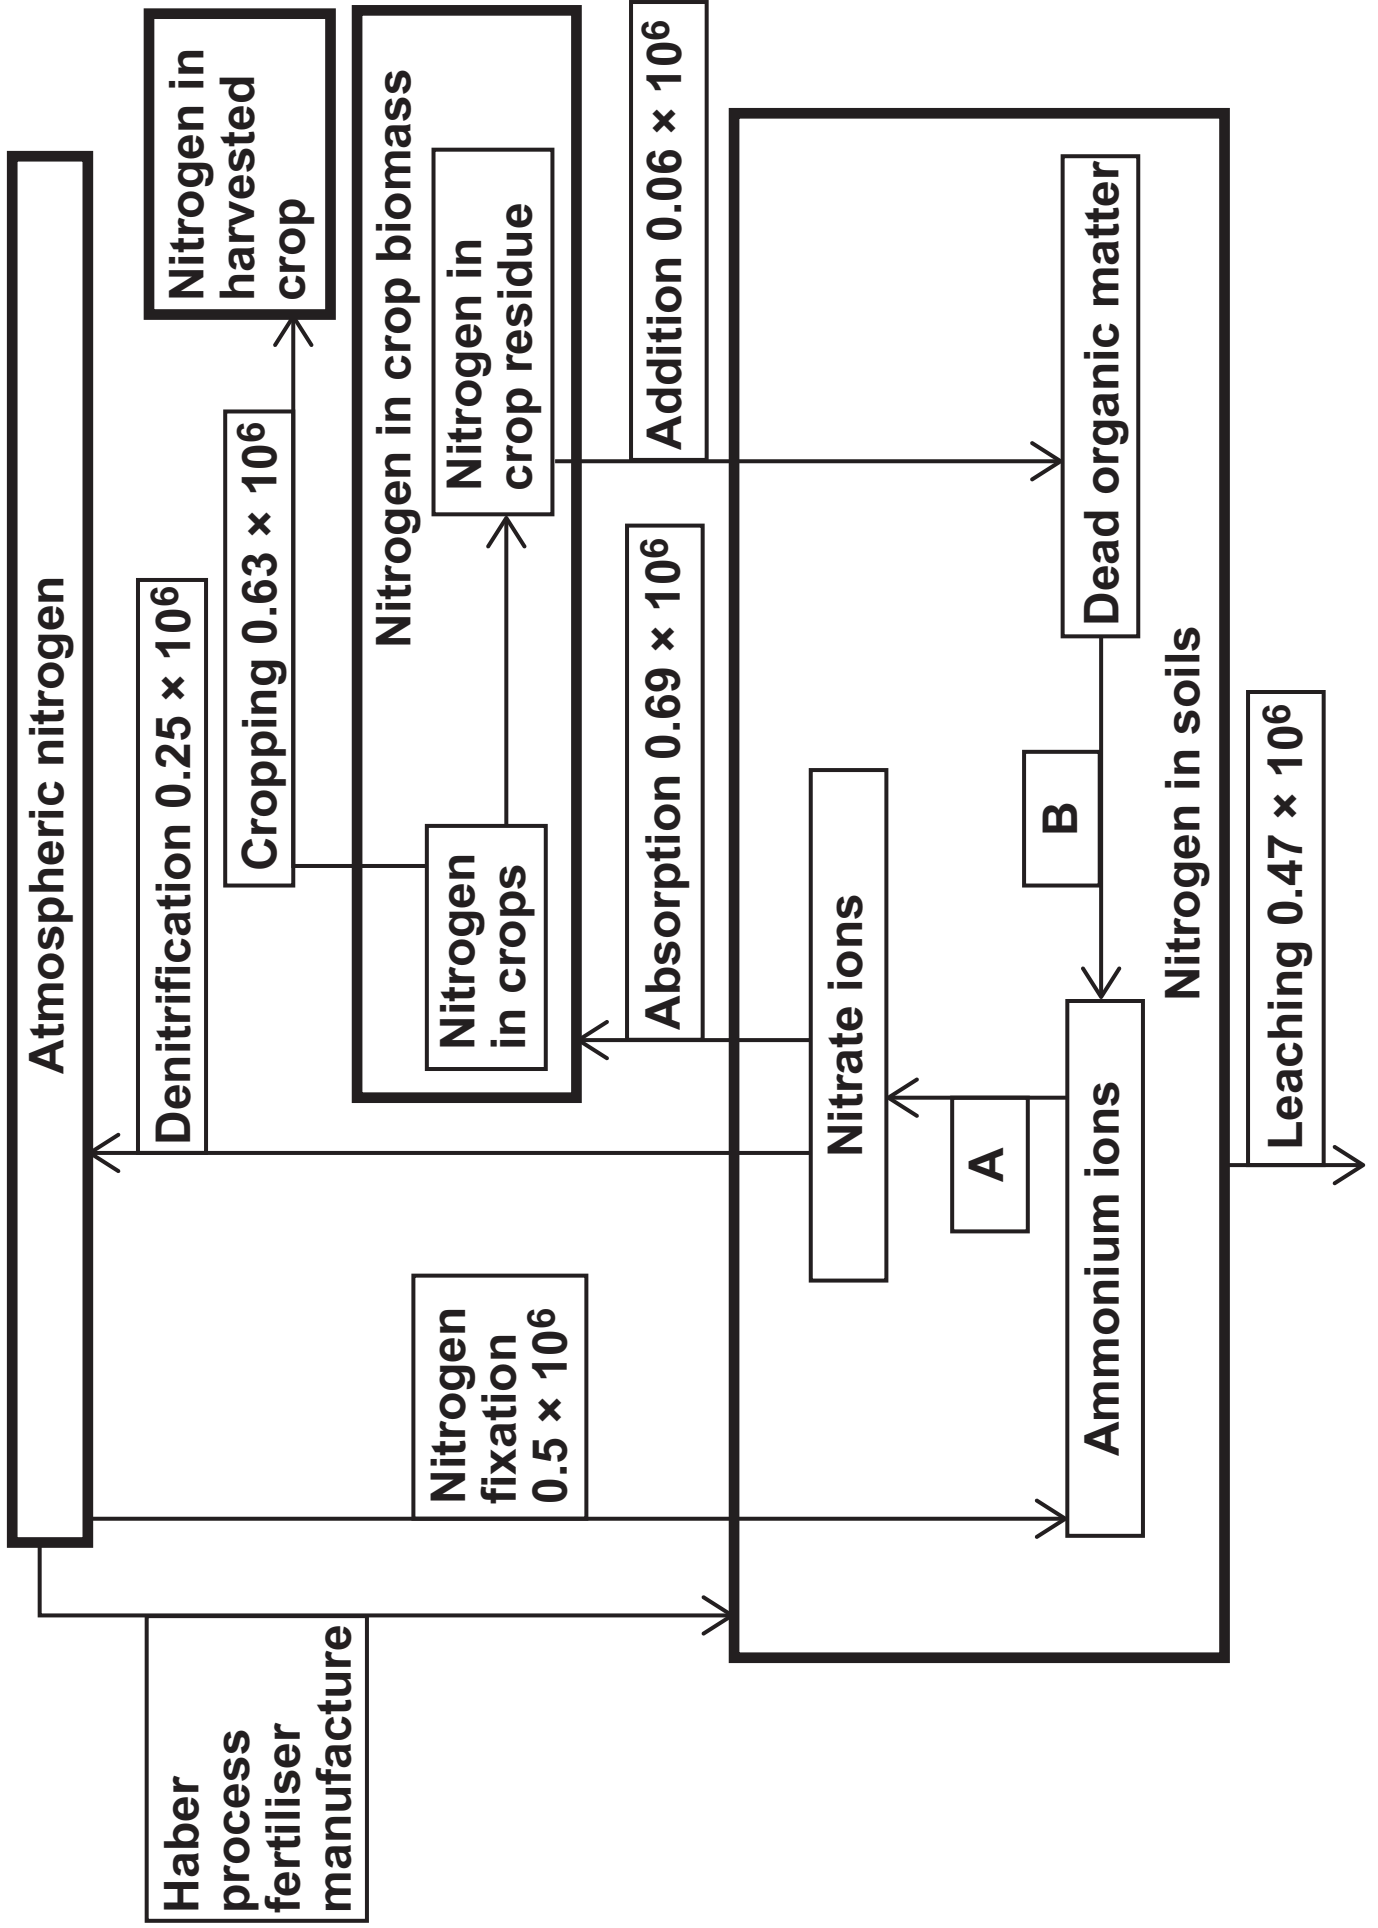 Atmospheric nitrogen
Haber
process
fertiliser
manufacture
Nitrogen
fixation
0.5 × 10⁶
Denitrification 0.25 × 10⁶
Cropping 0.63 × 10⁶
Nitrogen in
harvested
crop
Nitrogen in crop biomass
Nitrogen
in crops
Nitrogen in
crop residue
Absorption 0.69 × 10⁶
Addition 0.06 × 10⁶
Nitrate ions
A
B
Ammonium ions
Dead organic matter
Nitrogen in soils
Leaching 0.47 × 10⁶